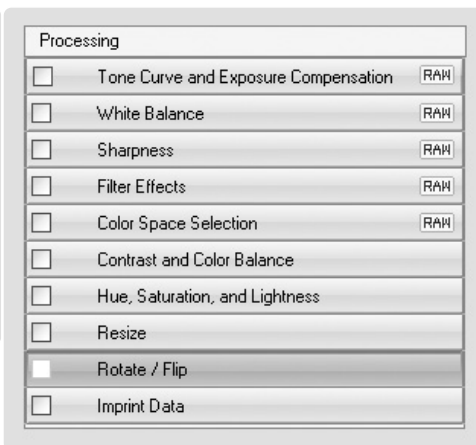 Processing
Tone Curve and Exposure Compensation RAW
White Balance RAW
Sharpness RAW
Filter Effects RAW
Color Space Selection RAW
Contrast and Color Balance
Hue, Saturation, and Lightness
Resize
Rotate / Flip
Imprint Data